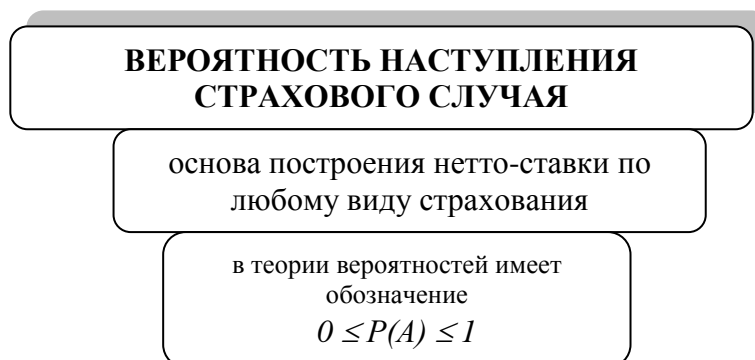 ВЕРОЯТНОСТЬ НАСТУПЛЕНИЯ
СТРАХОВОГО СЛУЧАЯ
основа построения нетто-ставки по
любому виду страхования
в теории вероятностей имеет
обозначение
0 ≤ P(A) ≤ 1